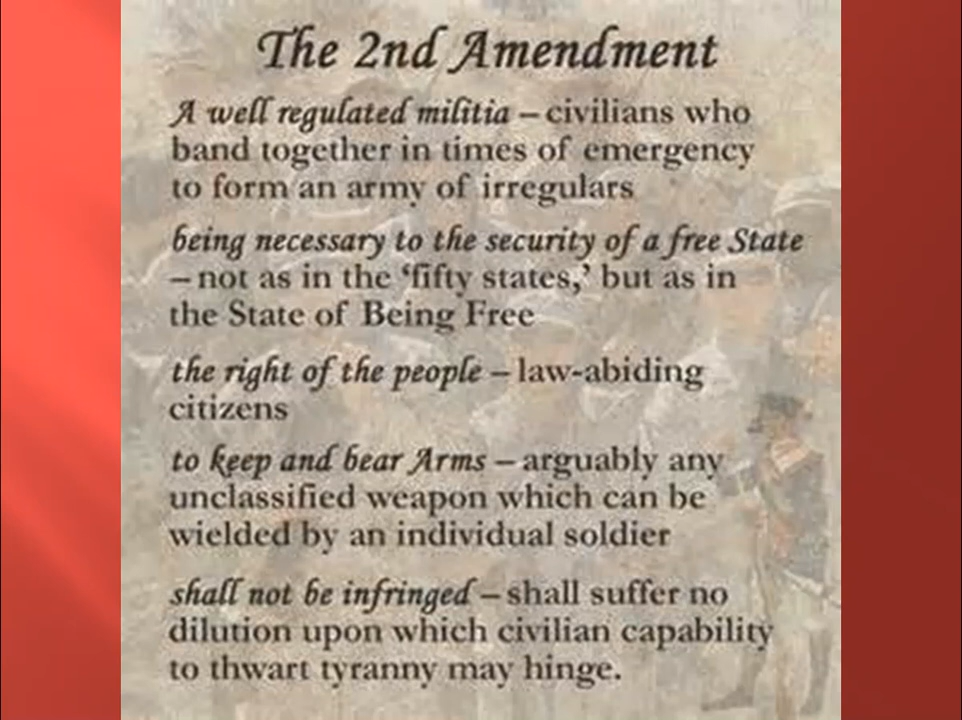 The 2nd Amendment
A well regulated militia – civilians who
band together in times of emergency
to form an army of irregulars
being necessary to the security of a free State
– not as in the ‘fifty states,’ but as in
the State of Being Free
the right of the people – law-abiding
citizens
to keep and bear Arms – arguably any
unclassified weapon which can be
wielded by an individual soldier
shall not be infringed – shall suffer no
dilution upon which civilian capability
to thwart tyranny may hinge.